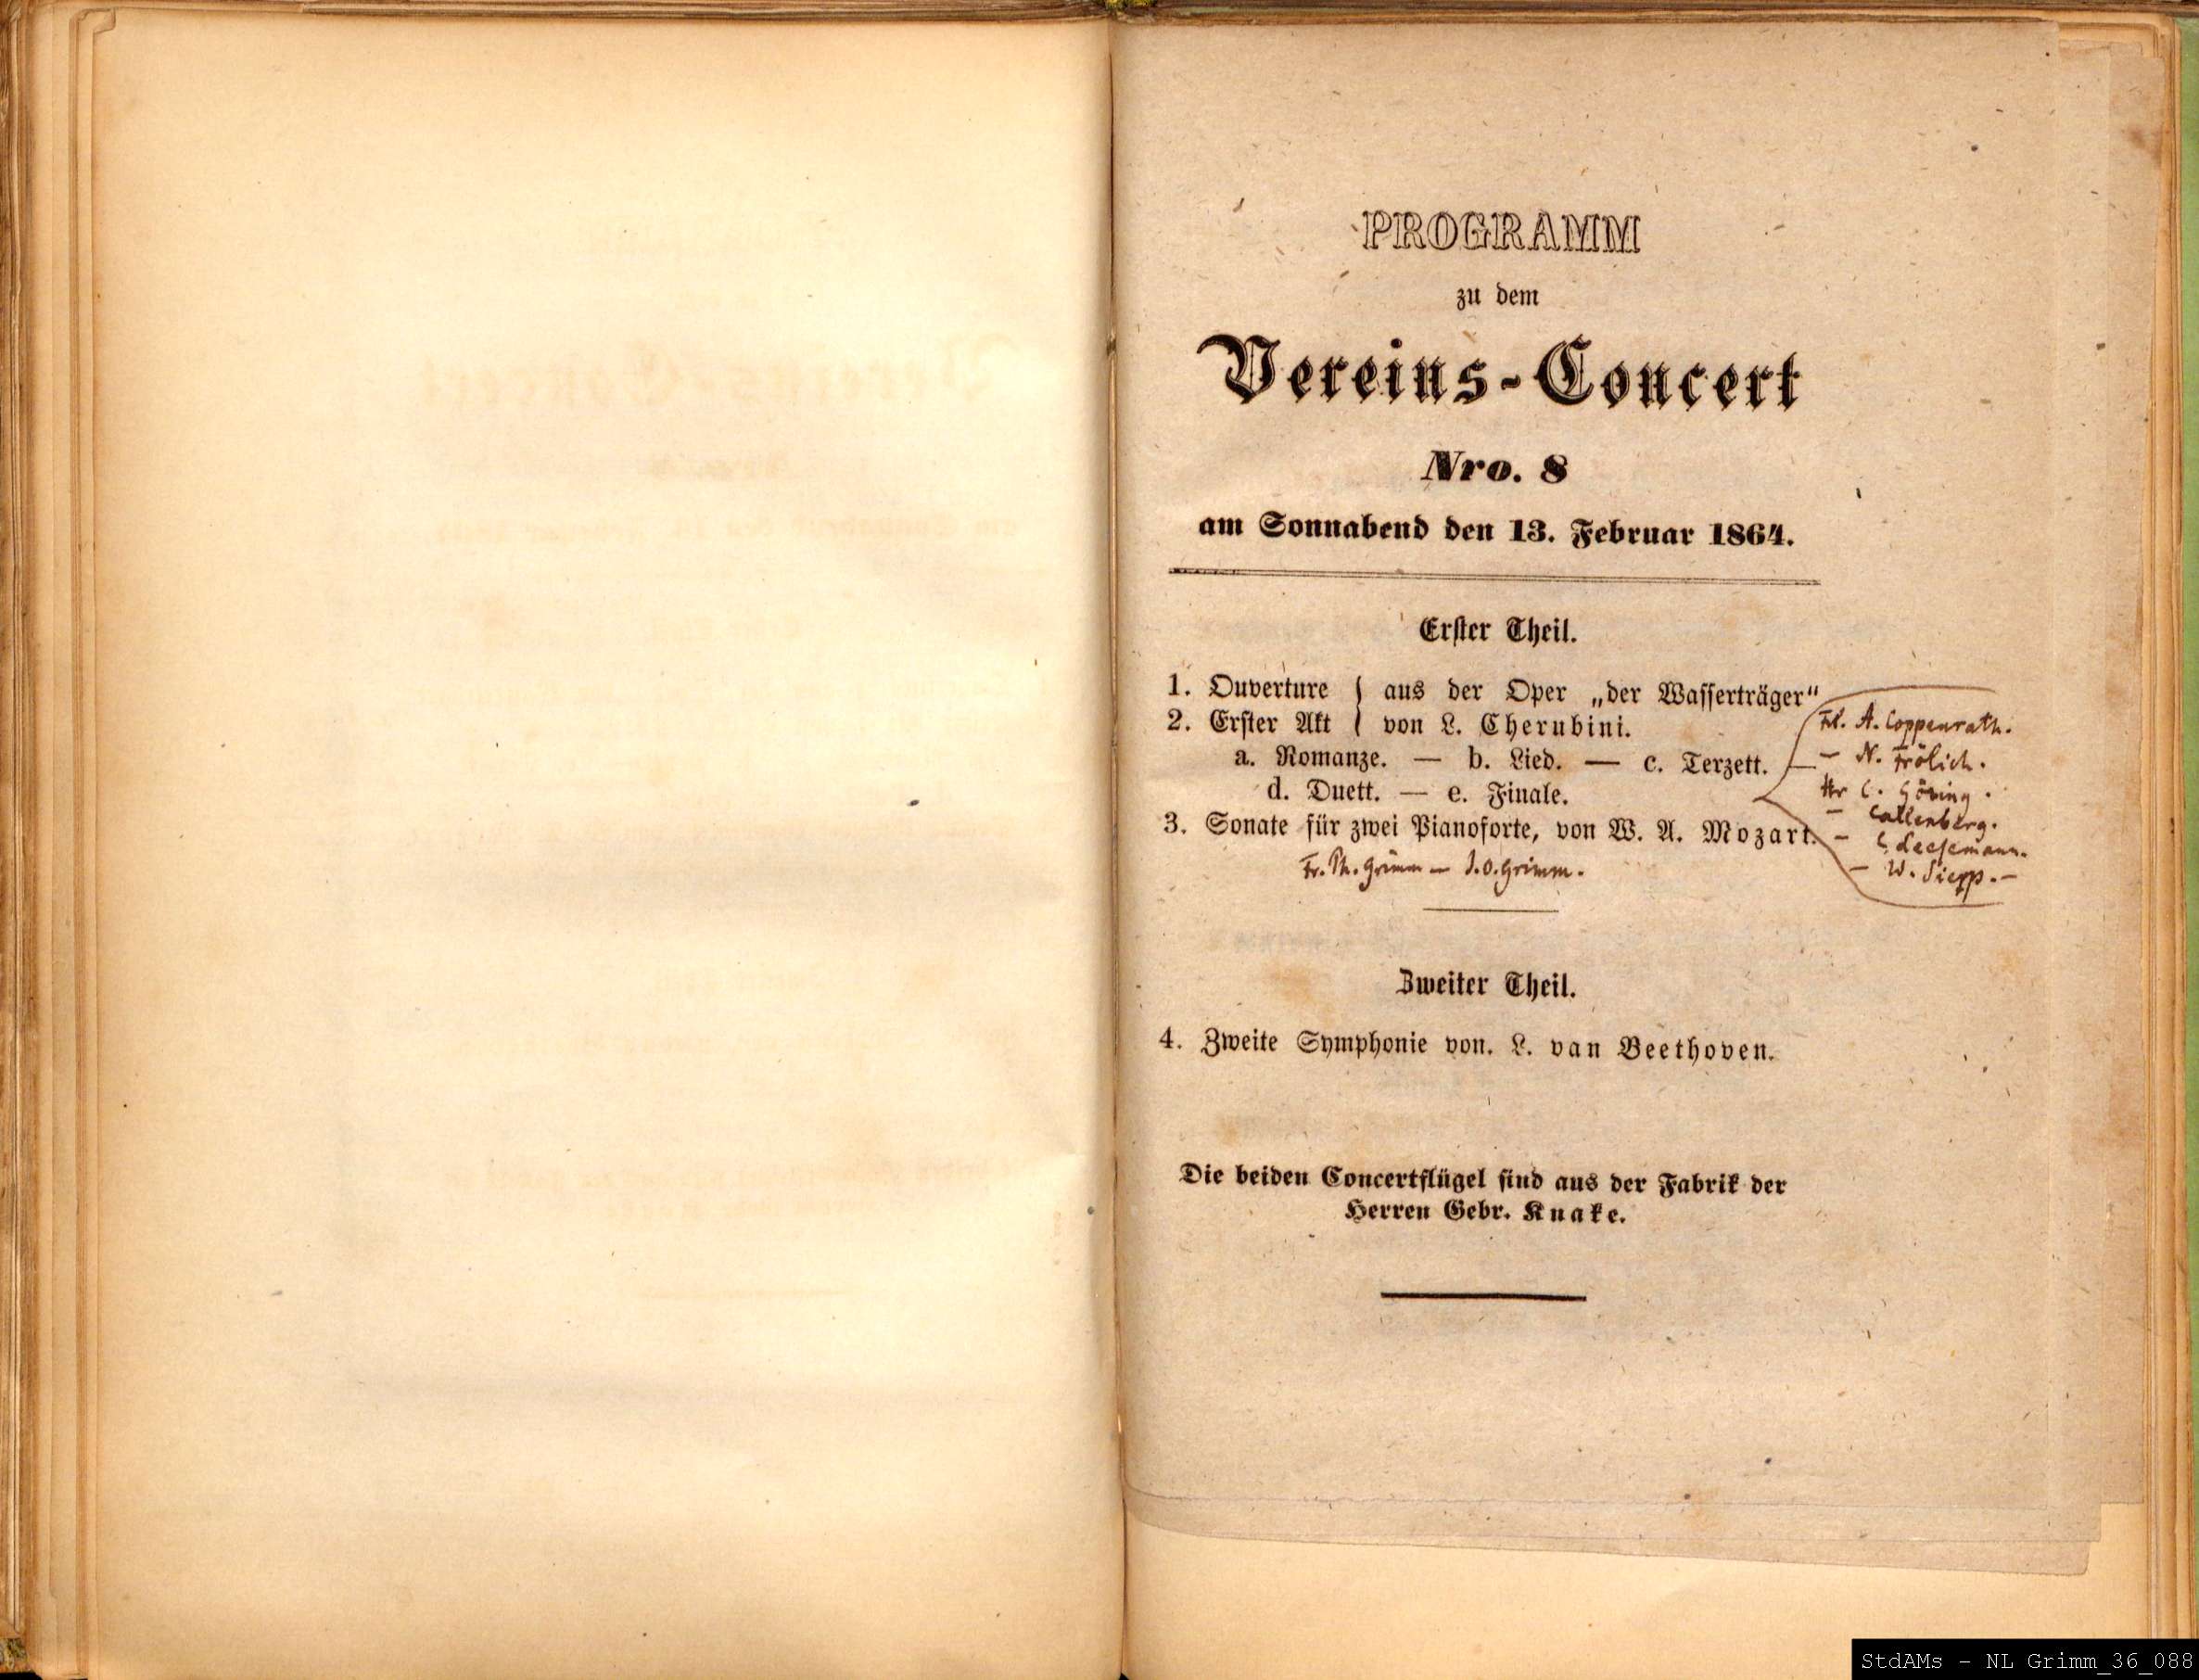 PROGRAMM
zu dem
Vereins-Concert
Nro. 8
am Sonnabend den 13. Februar 1864.
Erster Theil.
1. Ouverture } aus der Oper „der Wasserträger“
2. Erster Akt } von L. Cherubini.
a. Romanze. — b. Lied. — c. Terzett. —
d. Duett. — e. Finale.
Frl. A. Coppenrath.
— N. Frölich.
Hr C. Göring.
— Callenberg.
— C. Leesemann.
— W. Siepp. —
3. Sonate für zwei Pianoforte, von W. A. Mozart.
Fr. Ph. Grimm — J. O. Grimm.
Zweiter Theil.
4. Zweite Symphonie von. L. van Beethoven.
Die beiden Concertflügel sind aus der Fabrik der
Herren Gebr. Knake.
StdAMs - NL Grimm_36_088